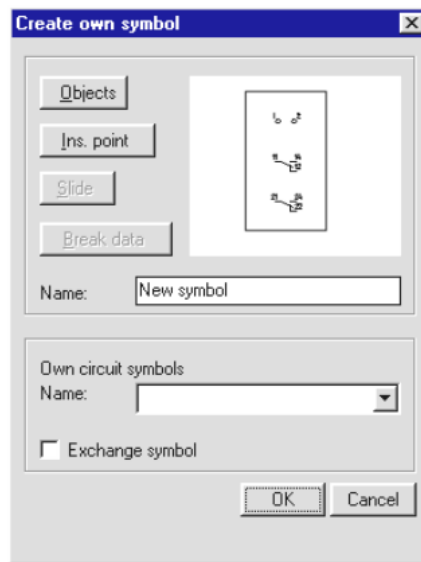 Create own symbol
Objects
Ins. point
Slide
Break data
Name: New symbol
Own circuit symbols
Name:
Exchange symbol
OK Cancel